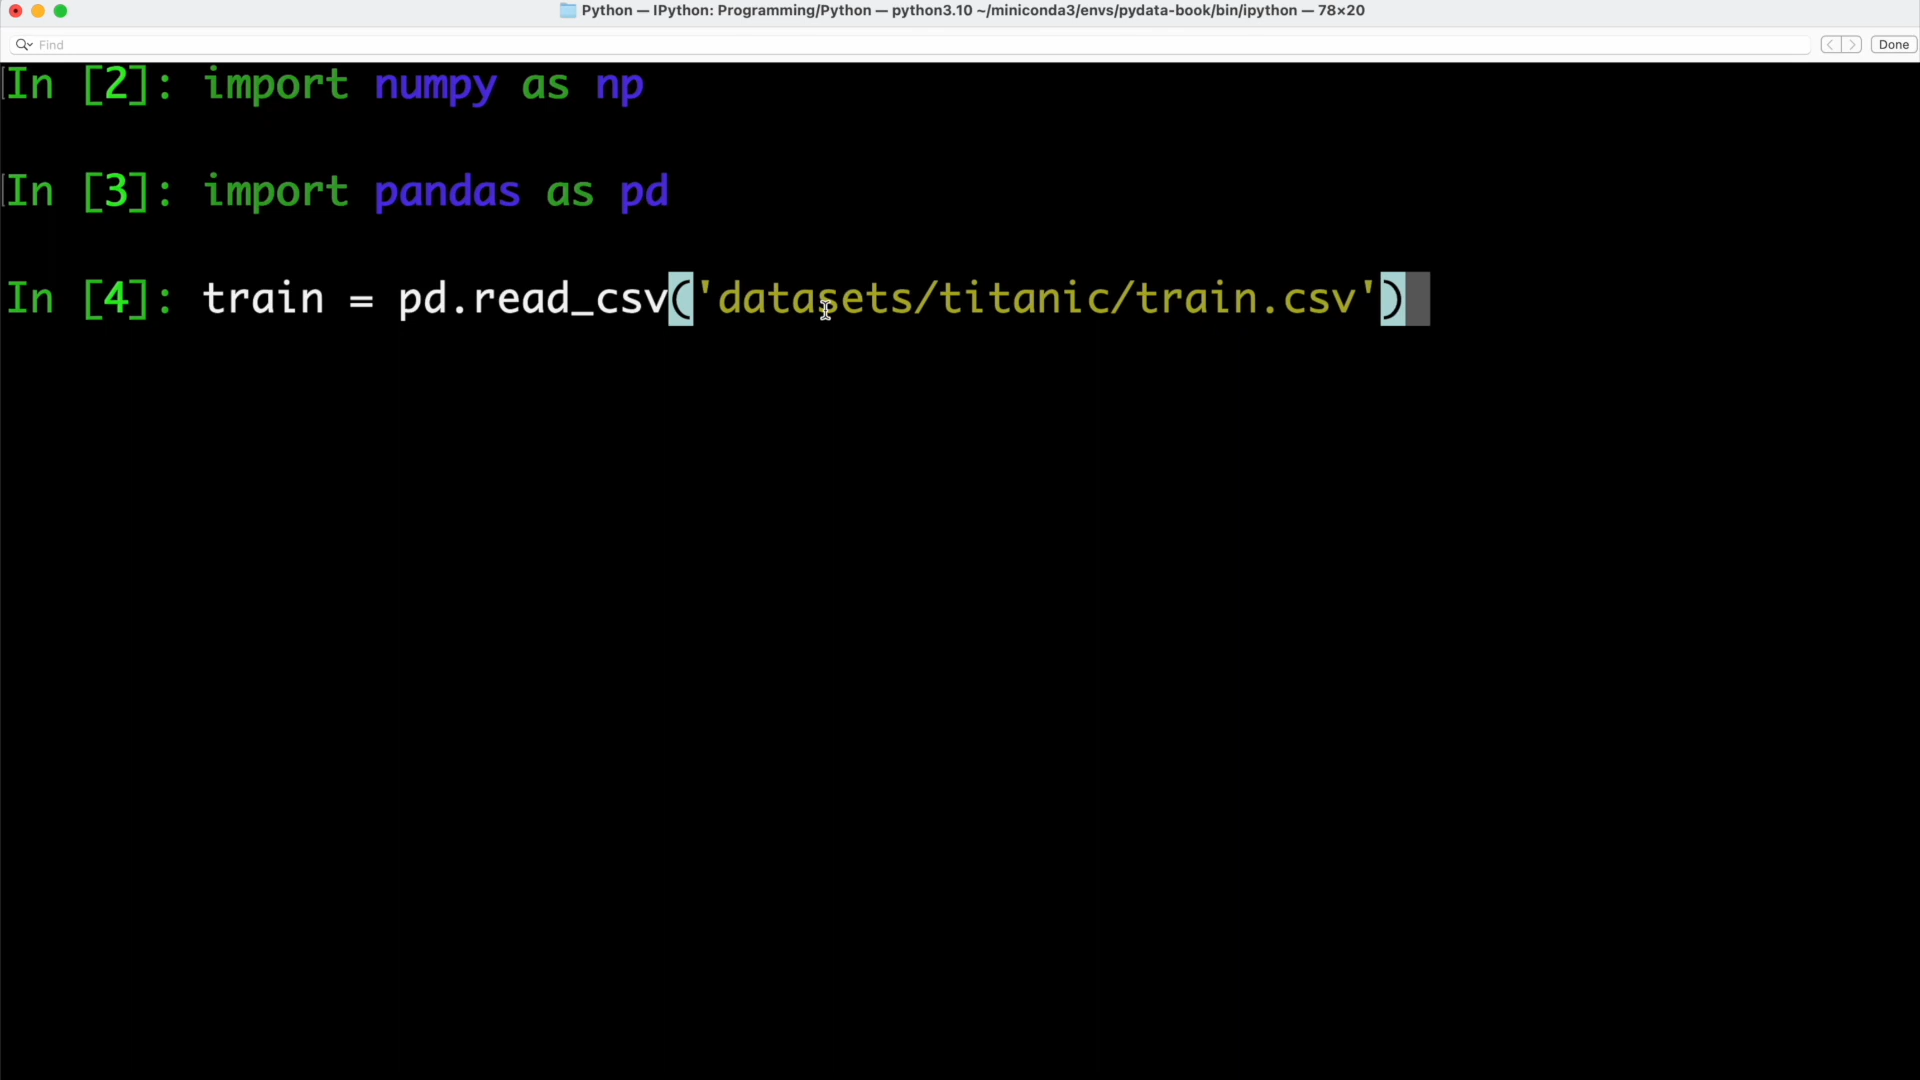 Python — IPython: Programming/Python — python3.10 ~/miniconda3/envs/pydata-book/bin/ipython — 78×20
Find
Done
In [2]: import numpy as np
In [3]: import pandas as pd
In [4]: train = pd.read_csv('datasets/titanic/train.csv')